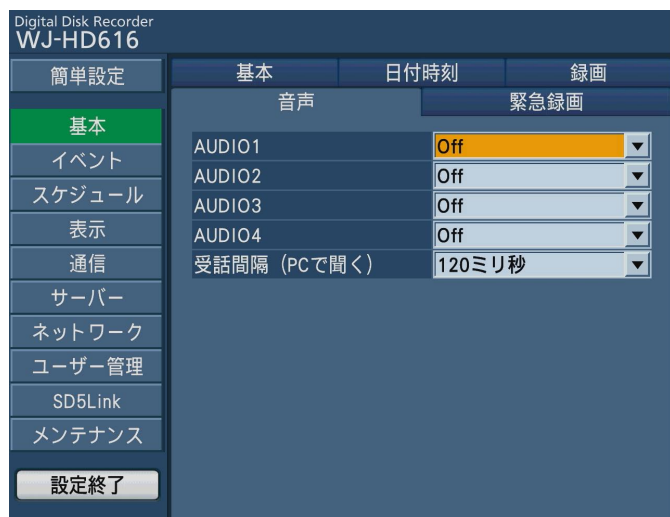 Digital Disk Recorder
WJ-HD616
簡単設定
基本
イベント
スケジュール
表示
通信
サーバー
ネットワーク
ユーザー管理
SD5Link
メンテナンス
設定終了
基本 日付時刻 録画
音声 緊急録画
AUDIO1 Off
AUDIO2 Off
AUDIO3 Off
AUDIO4 Off
受話間隔（PCで聞く） 120ミリ秒